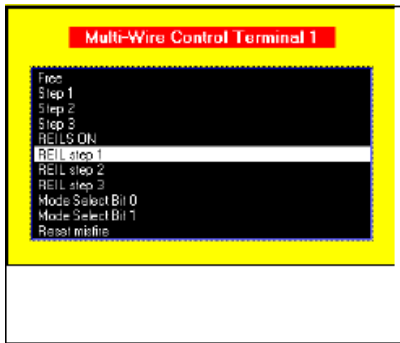 Multi-Wire Control Terminal 1
Free
Step 1
Step 2
Step 3
REILS ON
REIL step 1
REIL step 2
REIL step 3
Mode Select Bit 0
Mode Select Bit 1
Reset misfire